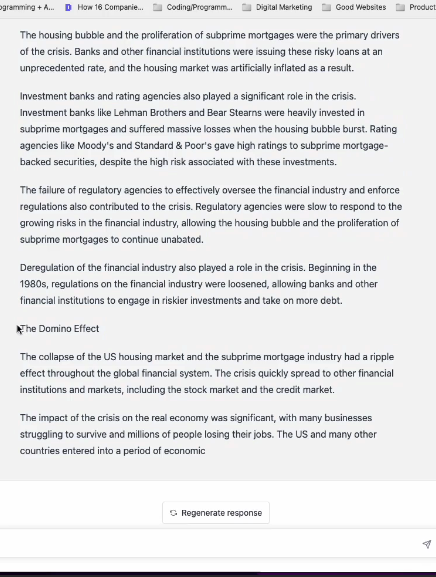 ogramming + A...
How 16 Companie...
Coding/Programm...
Digital Marketing
Good Websites
Product
The housing bubble and the proliferation of subprime mortgages were the primary drivers
of the crisis. Banks and other financial institutions were issuing these risky loans at an
unprecedented rate, and the housing market was artificially inflated as a result.
Investment banks and rating agencies also played a significant role in the crisis.
Investment banks like Lehman Brothers and Bear Stearns were heavily invested in
subprime mortgages and suffered massive losses when the housing bubble burst. Rating
agencies like Moody's and Standard & Poor's gave high ratings to subprime mortgage-
backed securities, despite the high risk associated with these investments.
The failure of regulatory agencies to effectively oversee the financial industry and enforce
regulations also contributed to the crisis. Regulatory agencies were slow to respond to the
growing risks in the financial industry, allowing the housing bubble and the proliferation of
subprime mortgages to continue unabated.
Deregulation of the financial industry also played a role in the crisis. Beginning in the
1980s, regulations on the financial industry were loosened, allowing banks and other
financial institutions to engage in riskier investments and take on more debt.
The Domino Effect
The collapse of the US housing market and the subprime mortgage industry had a ripple
effect throughout the global financial system. The crisis quickly spread to other financial
institutions and markets, including the stock market and the credit market.
The impact of the crisis on the real economy was significant, with many businesses
struggling to survive and millions of people losing their jobs. The US and many other
countries entered into a period of economic
Regenerate response